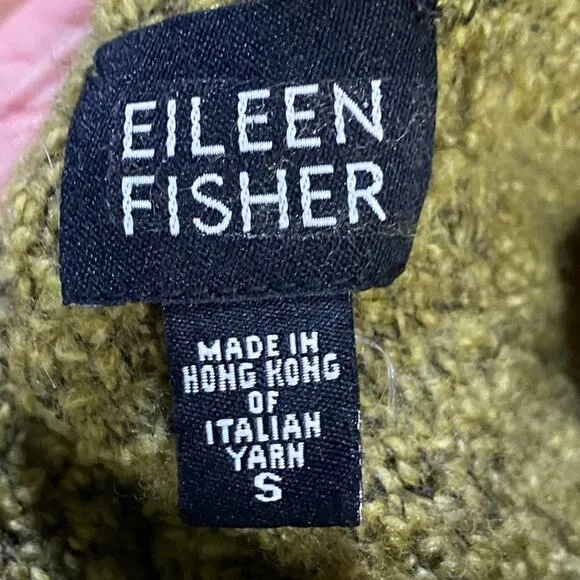 EILEEN
FISHER
MADE IN
HONG KONG
OF
ITALIAN
YARN
S